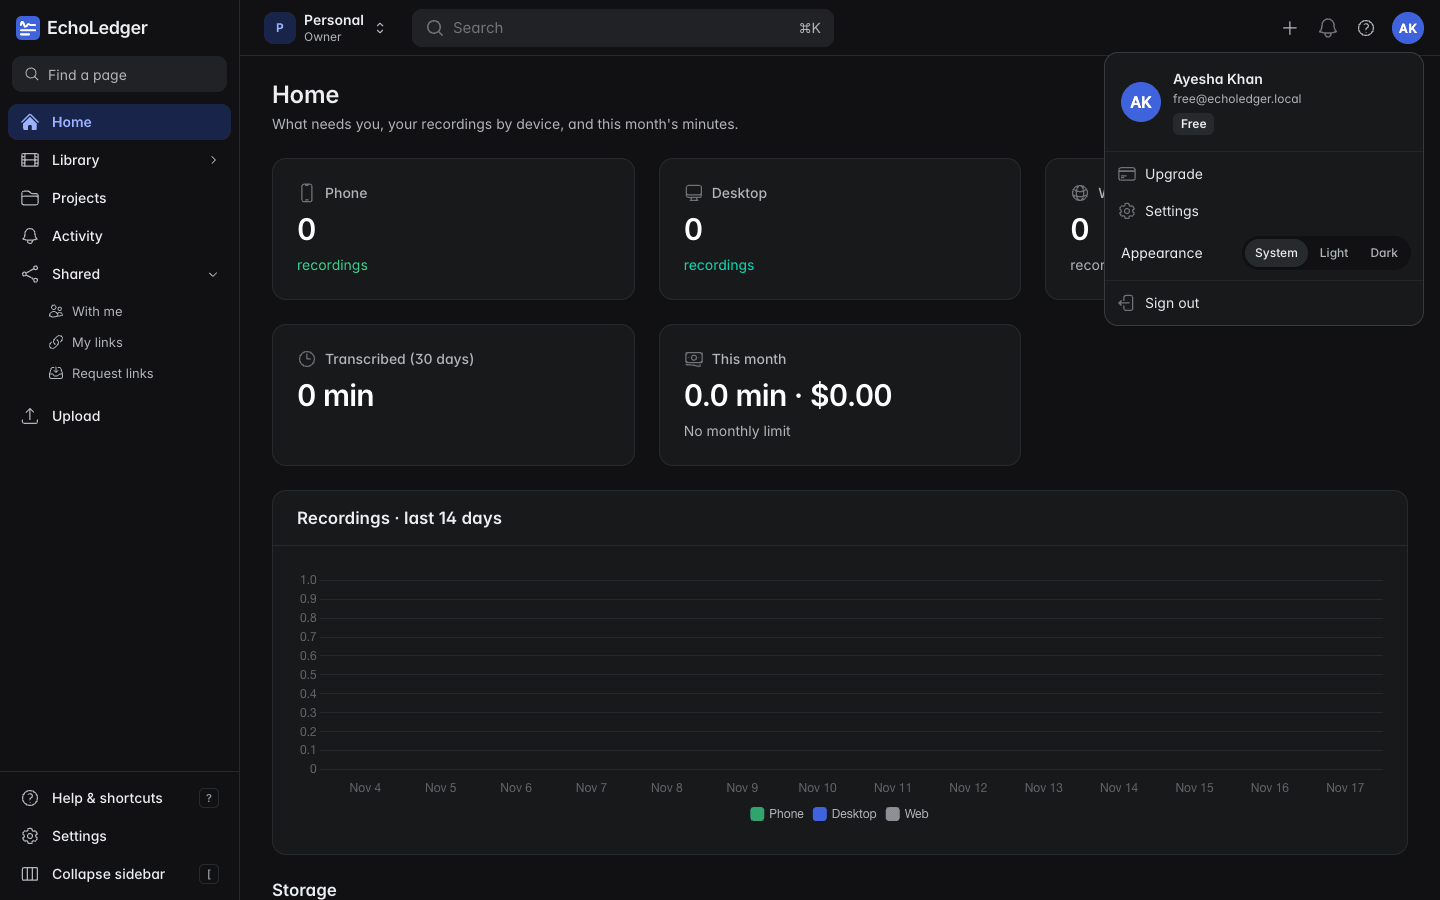 EchoLedger
Find a page
Home
Library
Projects
Activity
Shared
With me
My links
Request links
Upload
Help & shortcuts ?
Settings
Collapse sidebar [
P
Personal
Owner
Search ⌘K
AK
Home
What needs you, your recordings by device, and this month's minutes.
Phone
0
recordings
Desktop
0
recordings
0
Transcribed (30 days)
0 min
This month
0.0 min · $0.00
No monthly limit
AK
Ayesha Khan
free@echoledger.local
Free
Upgrade
Settings
Appearance System Light Dark
Sign out
Recordings · last 14 days
1.0
0.9
0.8
0.7
0.6
0.5
0.4
0.3
0.2
0.1
0
Nov 4 Nov 5 Nov 6 Nov 7 Nov 8 Nov 9 Nov 10 Nov 11 Nov 12 Nov 13 Nov 14 Nov 15 Nov 16 Nov 17
Phone Desktop Web
Storage